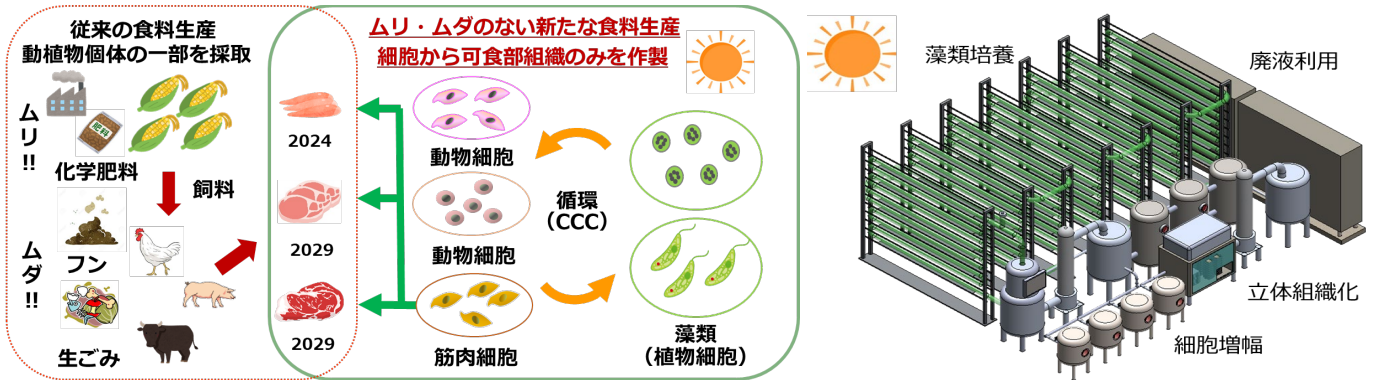 従来の食料生産
動植物個体の一部を採取
ムリ!!
肥料
化学肥料
飼料
ムダ!!
フン
生ごみ
ムリ・ムダのない新たな食料生産
細胞から可食部組織のみを作製
2024
2029
2029
動物細胞
動物細胞
筋肉細胞
循環
（CCC）
藻類
（植物細胞）
藻類培養
廃液利用
立体組織化
細胞増幅